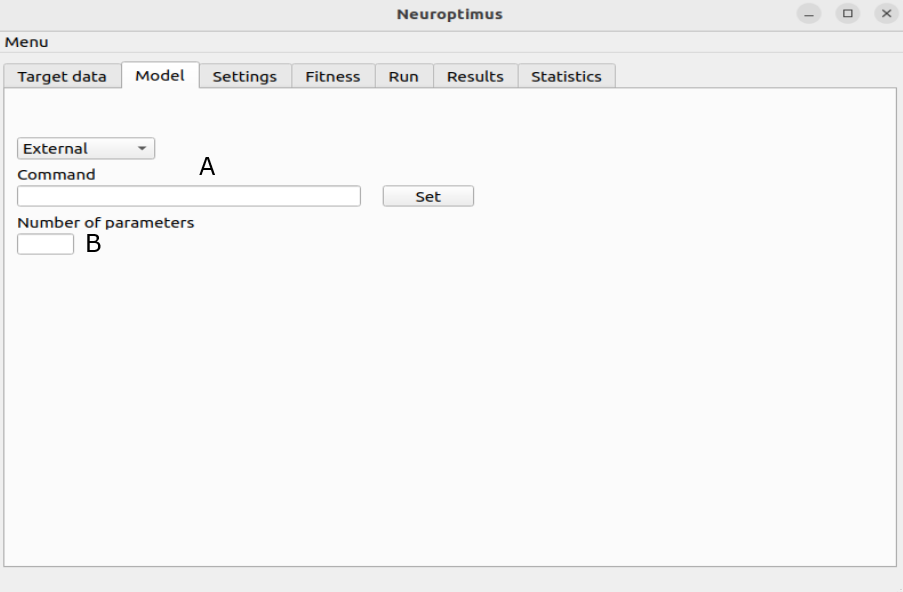 Neuroptimus
Menu
Target data Model Settings Fitness Run Results Statistics
External
A
Command
Set
Number of parameters
B